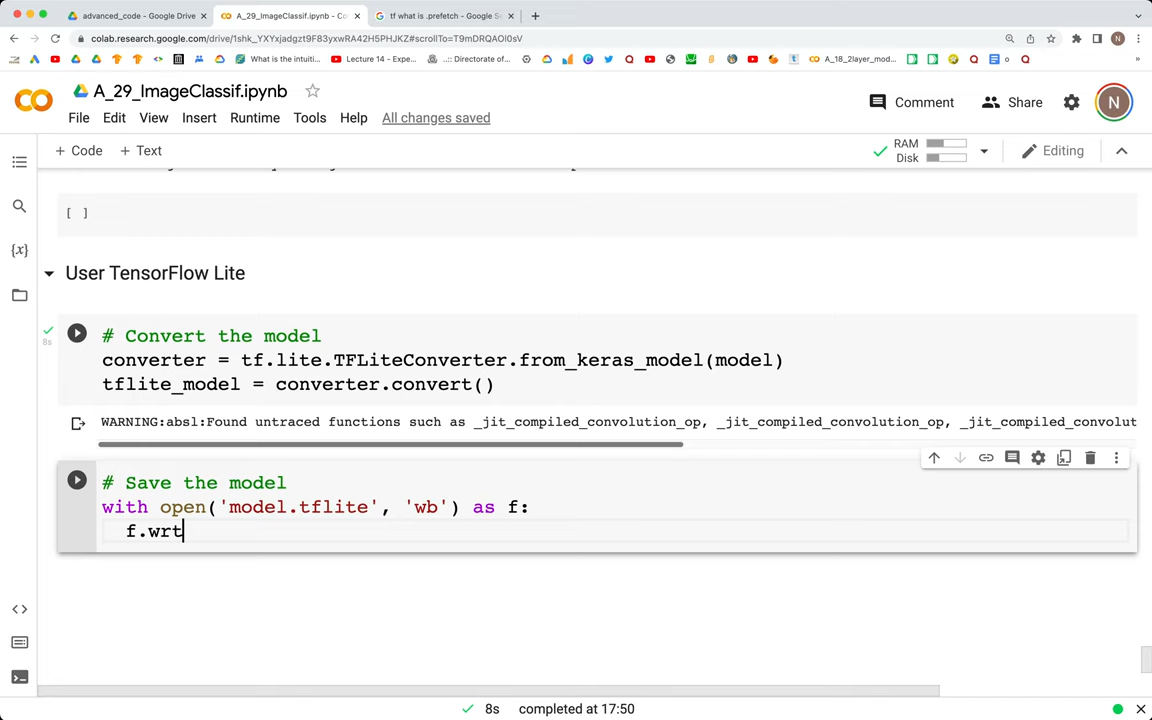 advanced_code - Google Drive
A_29_ImageClassif.ipynb - Co
tf what is .prefetch - Google S
colab.research.google.com/drive/1shk_YXYxjadgzt9F83yxwRA42H5PHJKZ#scrollTo=T9mDRQAOI0sV
What is the intuiti...
Lecture 14 - Expe...
..:: Directorate of...
A_18_2layer_mod...
A_29_ImageClassif.ipynb
Comment
Share
N
File Edit View Insert Runtime Tools Help All changes saved
+ Code + Text
RAM
Disk
Editing
[ ]
User TensorFlow Lite
8s
# Convert the model
converter = tf.lite.TFLiteConverter.from_keras_model(model)
tflite_model = converter.convert()
WARNING:absl:Found untraced functions such as _jit_compiled_convolution_op, _jit_compiled_convolution_op, _jit_compiled_convolut
# Save the model
with open('model.tflite', 'wb') as f:
f.wrt
8s completed at 17:50